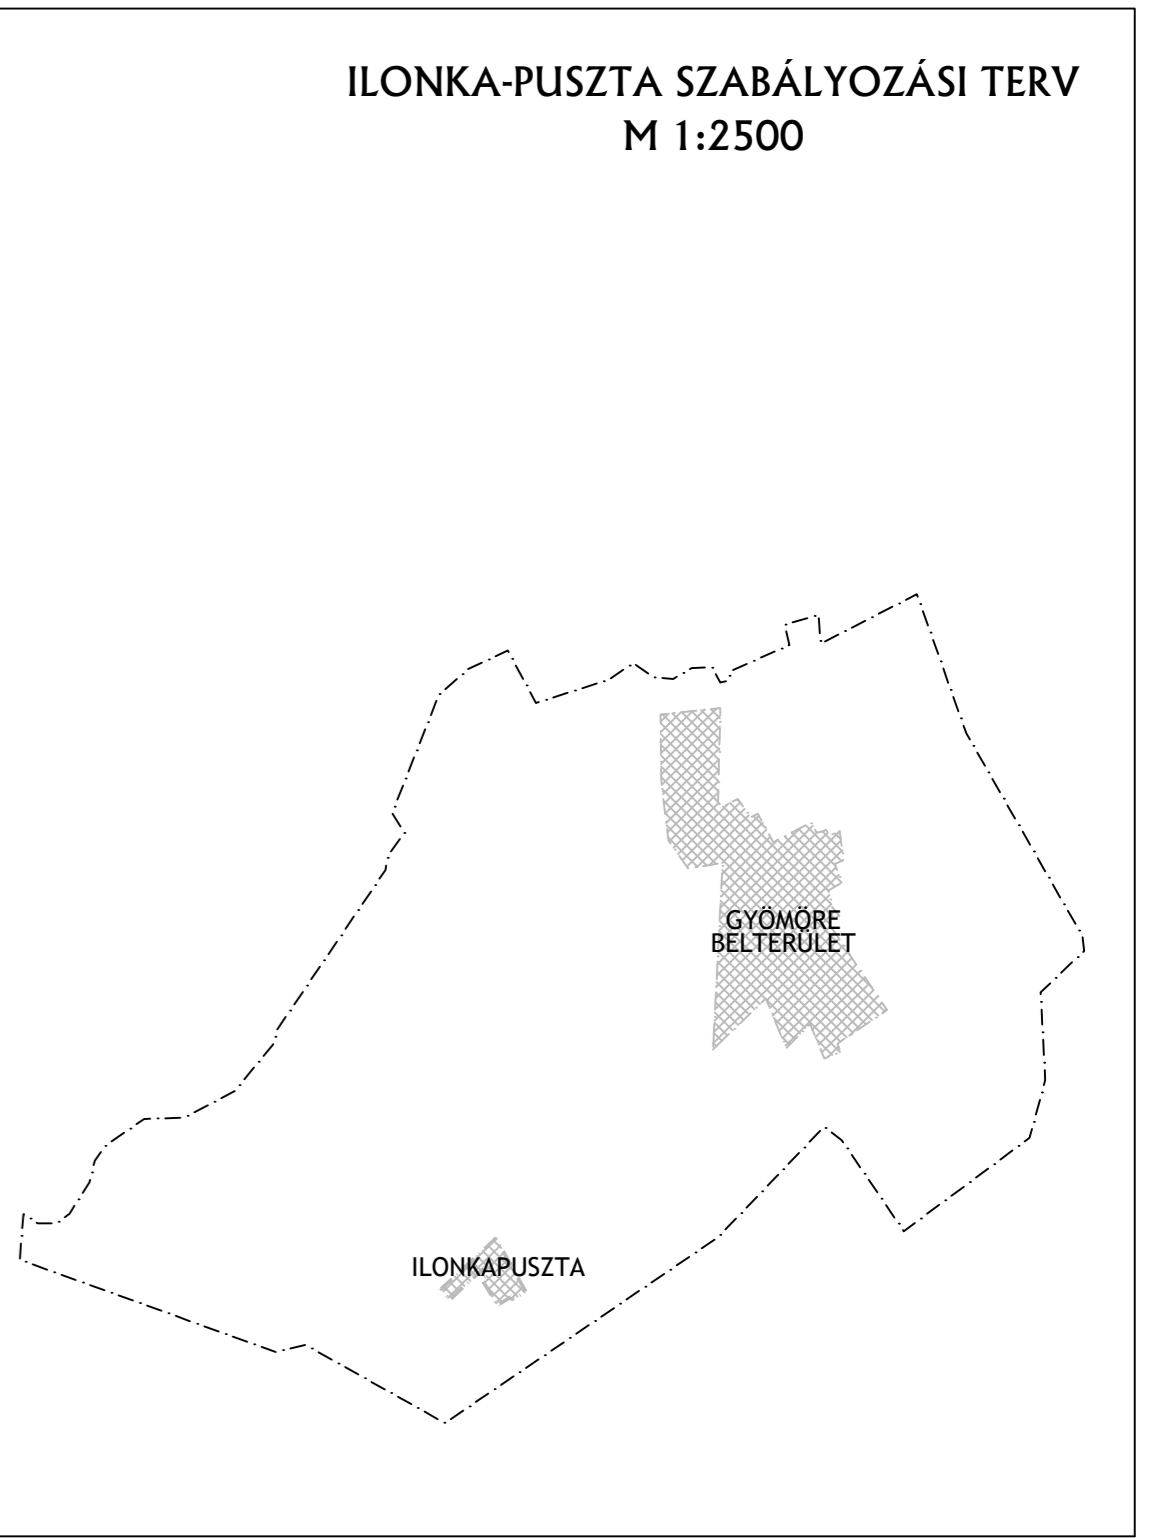 ILONKA-PUSZTA SZABÁLYOZÁSI TERV
M 1:2500
GYÖMÖRE
BELTERÜLET
ILONKAPUSZTA